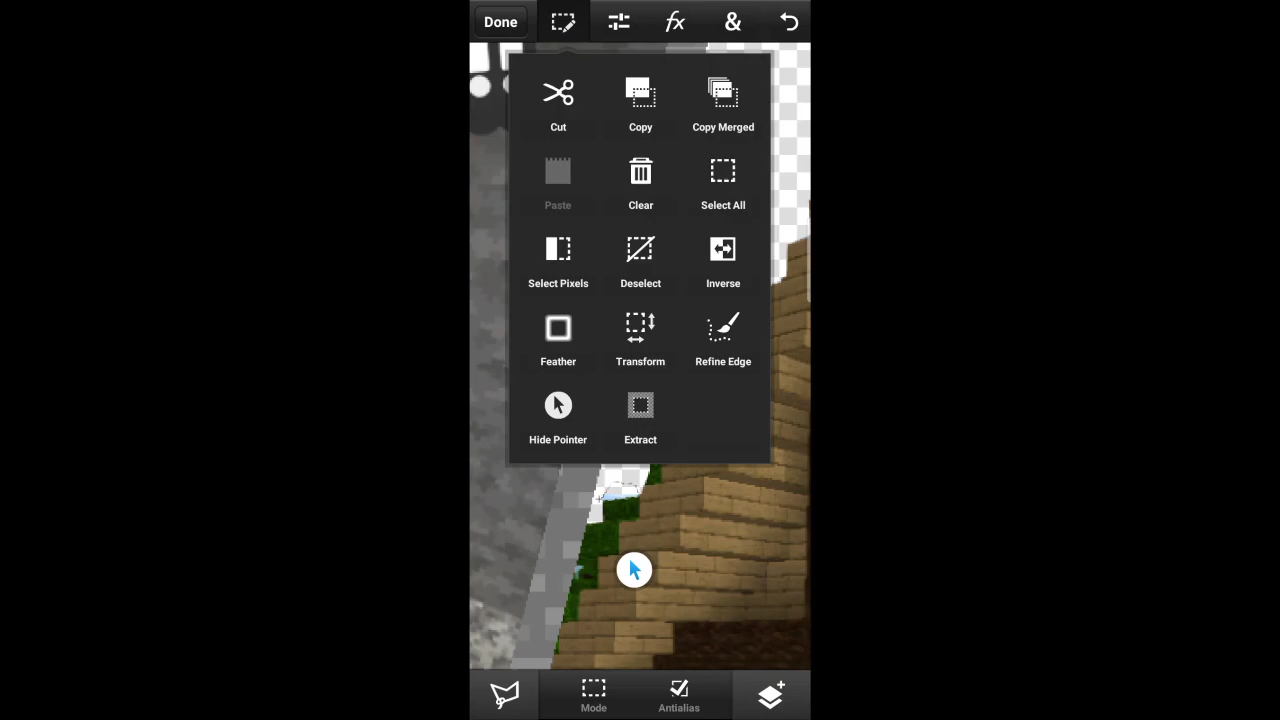 Done fx &
Cut Copy Copy Merged
Paste Clear Select All
Select Pixels Deselect Inverse
Feather Transform Refine Edge
Hide Pointer Extract
Mode Antialias